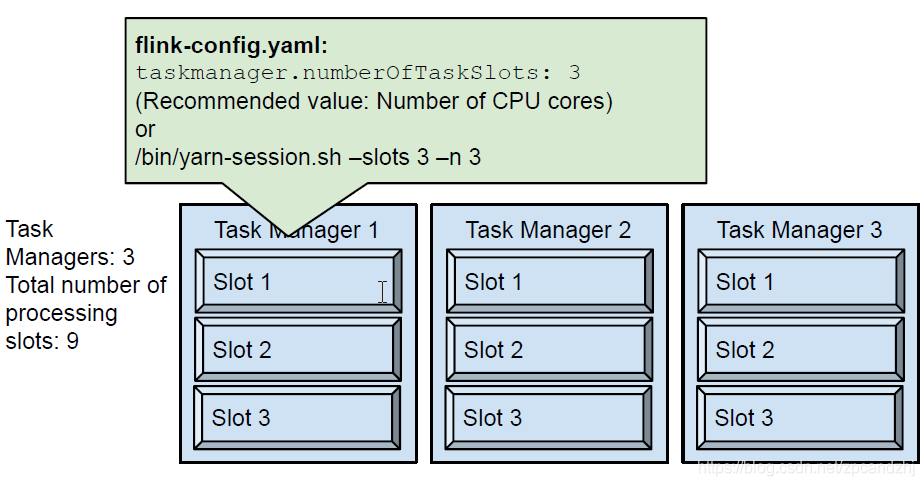 flink-config.yaml:
taskmanager.numberOfTaskSlots: 3
(Recommended value: Number of CPU cores)
or
/bin/yarn-session.sh –slots 3 –n 3
Task
Managers: 3
Total number of
processing
slots: 9
Task Manager 1
Slot 1
Slot 2
Slot 3
Task Manager 2
Slot 1
Slot 2
Slot 3
Task Manager 3
Slot 1
Slot 2
Slot 3
https://blog.csdn.net/zpcandzhj